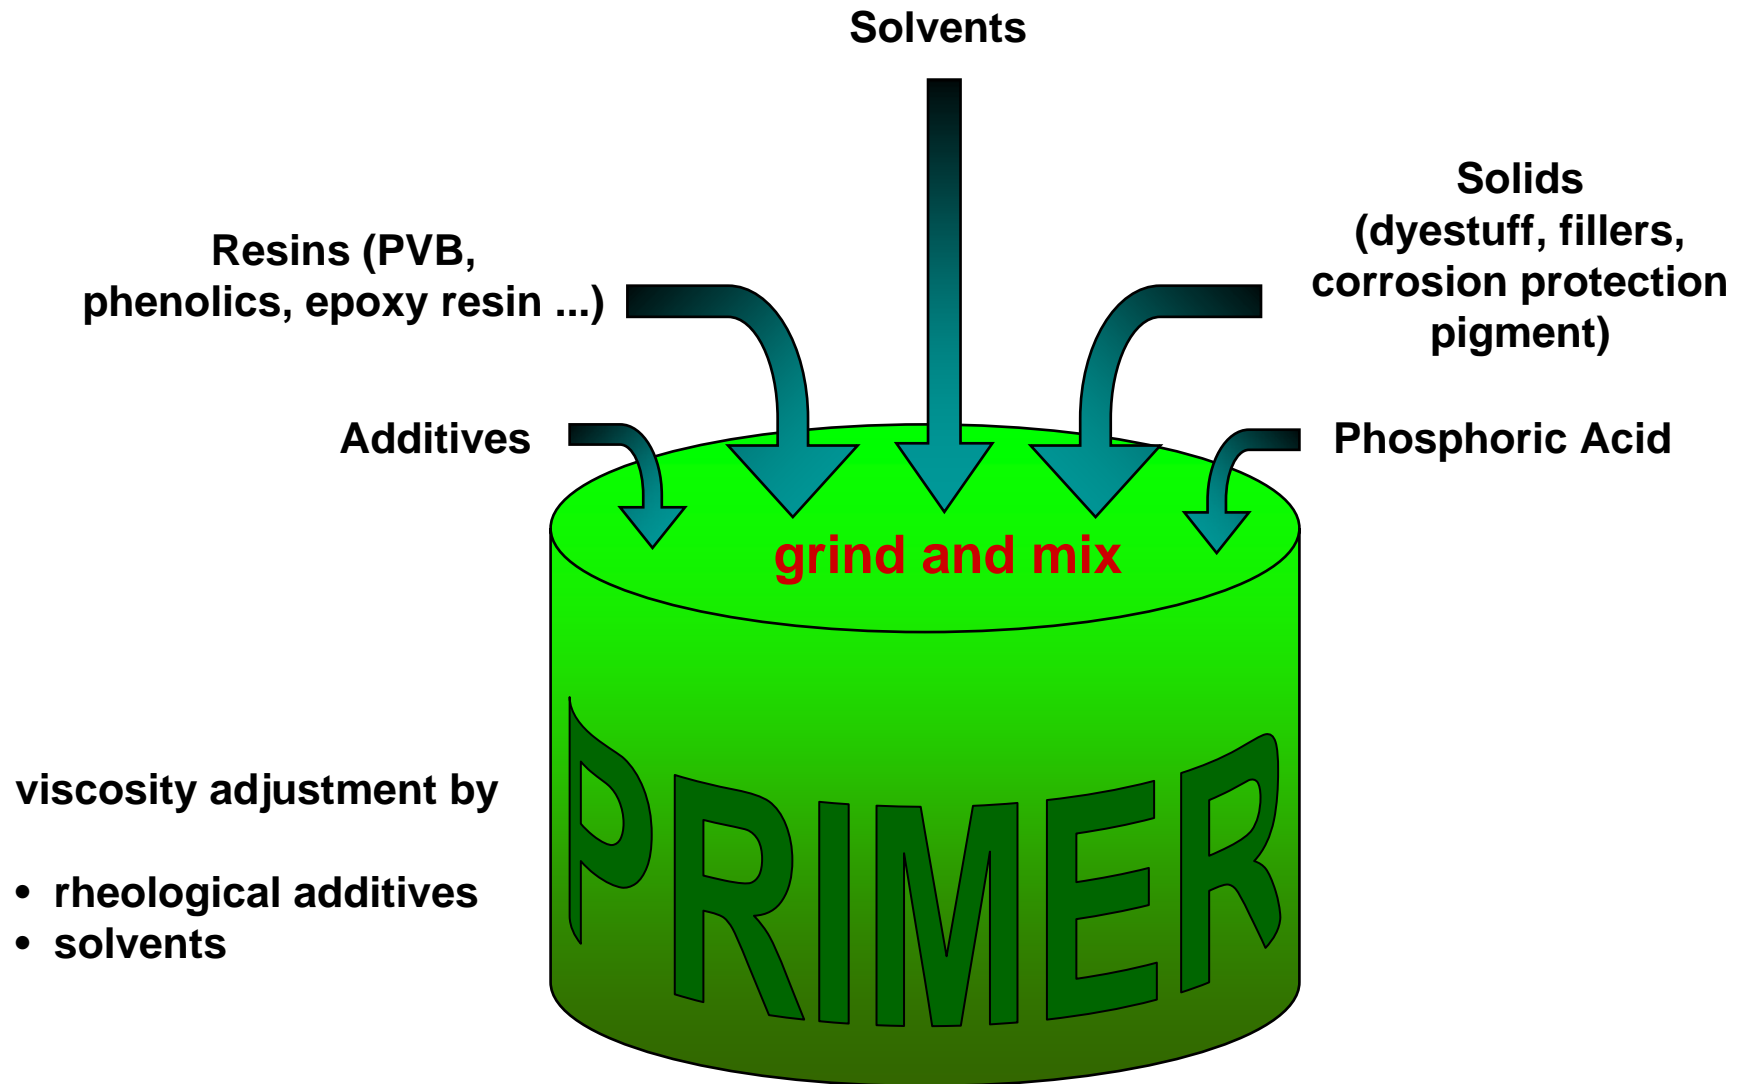 Solvents
Solids
(dyestuff, fillers,
corrosion protection
pigment)
Resins (PVB,
phenolics, epoxy resin ...)
Additives
Phosphoric Acid
grind and mix
PRIMER
viscosity adjustment by
• rheological additives
• solvents